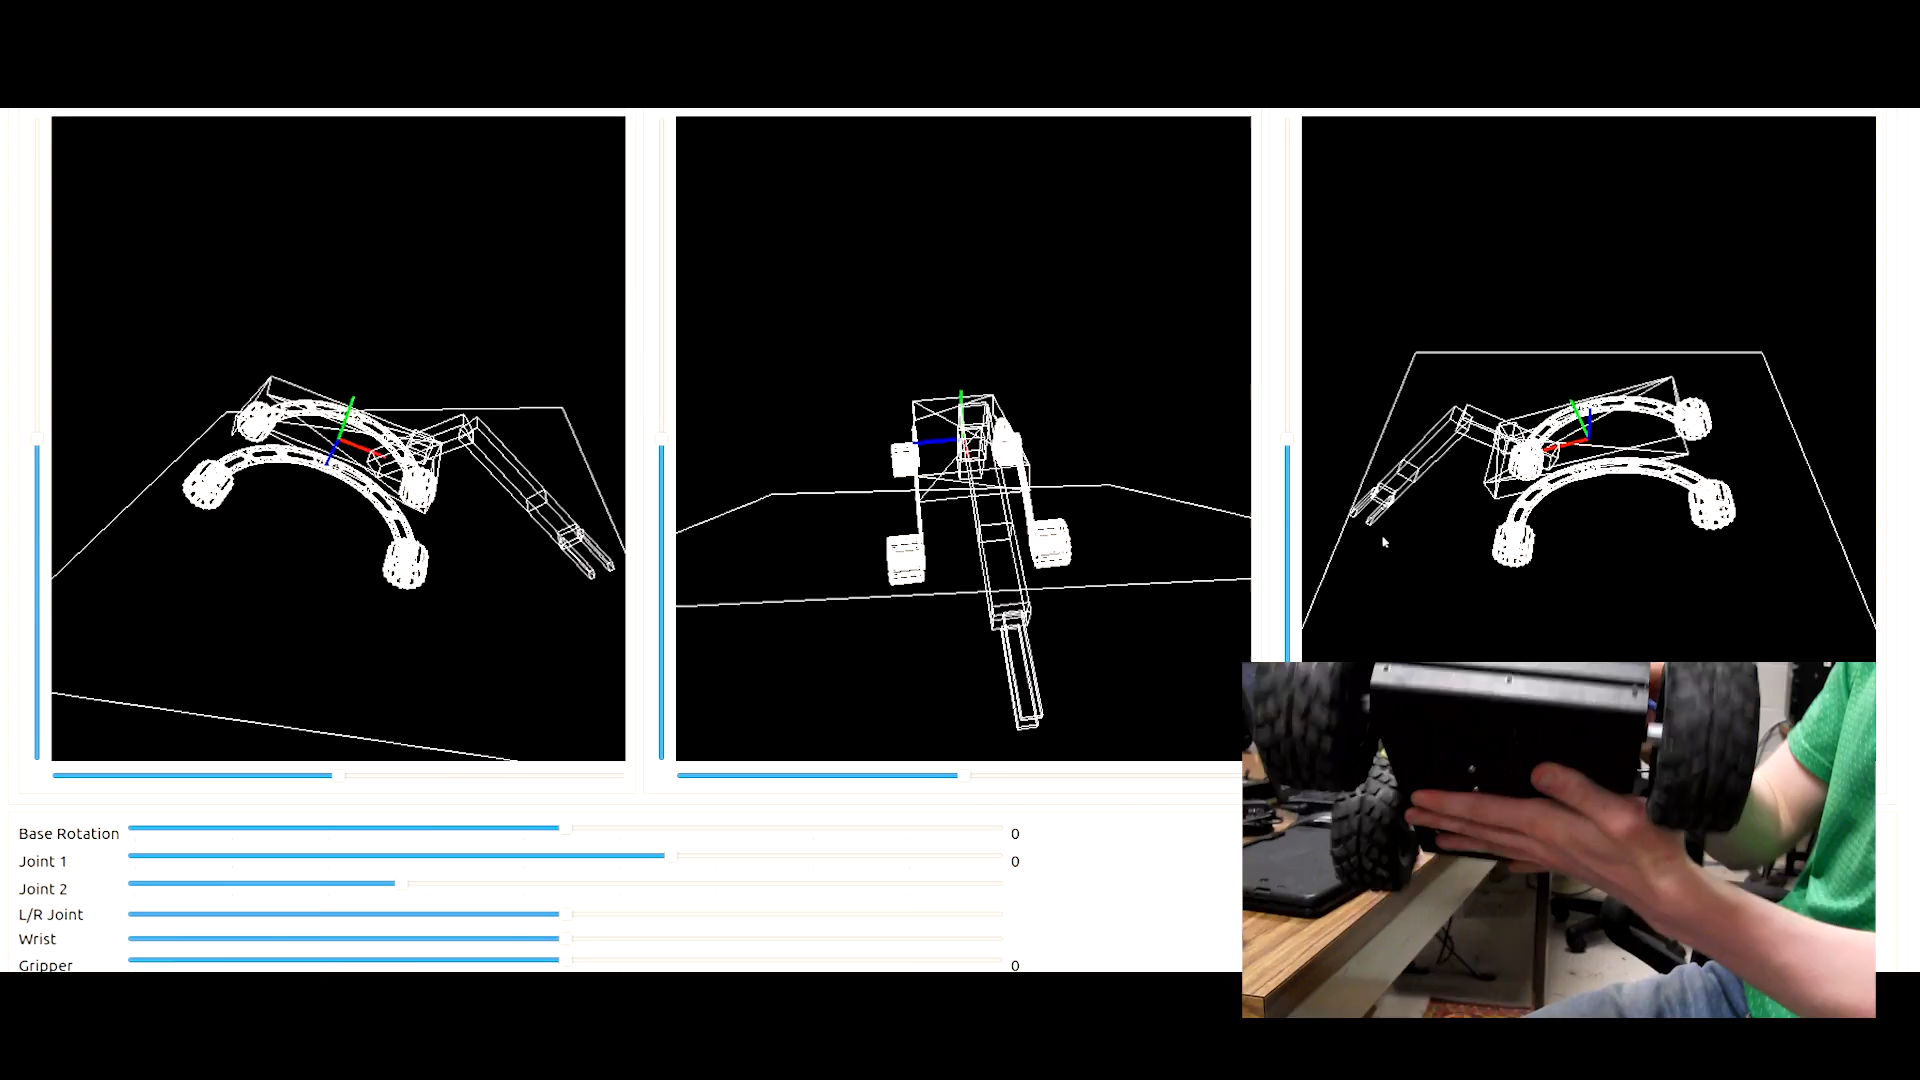 Base Rotation 0
Joint 1 0
Joint 2
L/R Joint
Wrist
Gripper 0